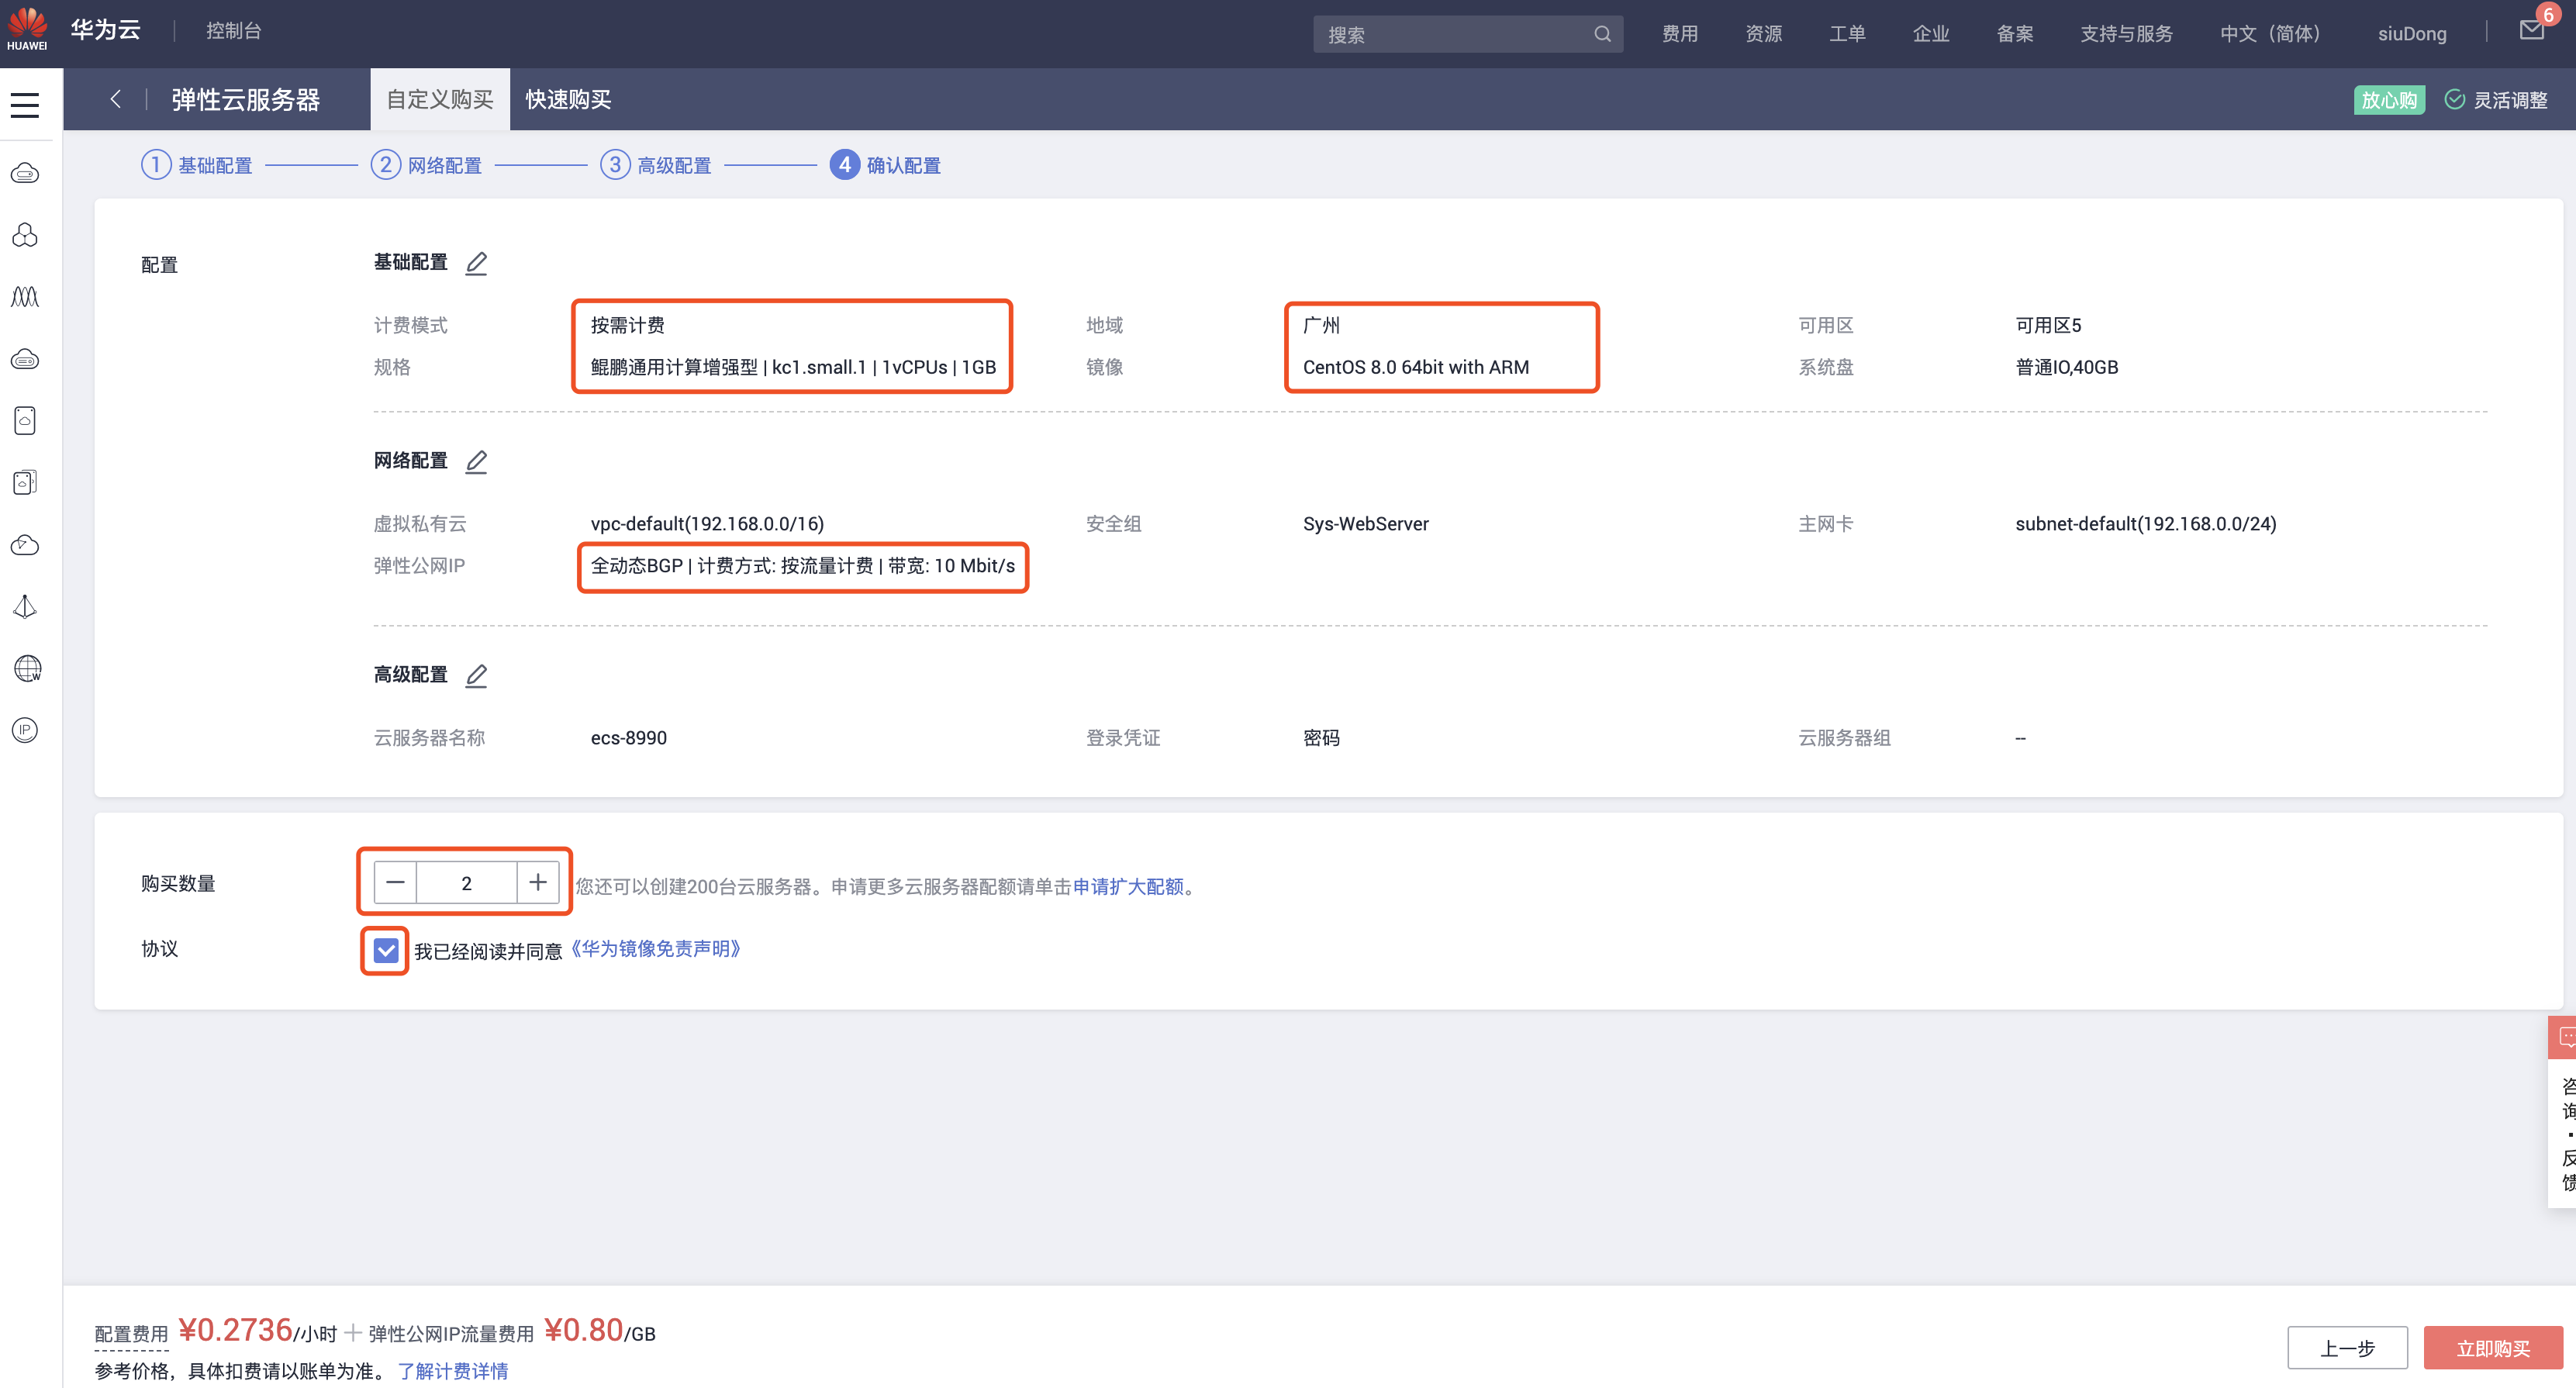 HUAWEI
华为云
控制台
搜索
费用
资源
工单
企业
备案
支持与服务
中文（简体）
siuDong
6
弹性云服务器
自定义购买
快速购买
放心购
灵活调整
1 基础配置
2 网络配置
3 高级配置
4 确认配置
配置
基础配置
计费模式 按需计费 地域 广州 可用区 可用区5
规格 鲲鹏通用计算增强型 | kc1.small.1 | 1vCPUs | 1GB 镜像 CentOS 8.0 64bit with ARM 系统盘 普通IO,40GB
网络配置
虚拟私有云 vpc-default(192.168.0.0/16) 安全组 Sys-WebServer 主网卡 subnet-default(192.168.0.0/24)
弹性公网IP 全动态BGP | 计费方式: 按流量计费 | 带宽: 10 Mbit/s
高级配置
云服务器名称 ecs-8990 登录凭证 密码 云服务器组 --
购买数量 2 您还可以创建200台云服务器。申请更多云服务器配额请单击申请扩大配额。
协议 我已经阅读并同意《华为镜像免责声明》
W
IP
咨
询
·
反
馈
配置费用 ¥0.2736/小时 + 弹性公网IP流量费用 ¥0.80/GB
参考价格，具体扣费请以账单为准。 了解计费详情
上一步
立即购买